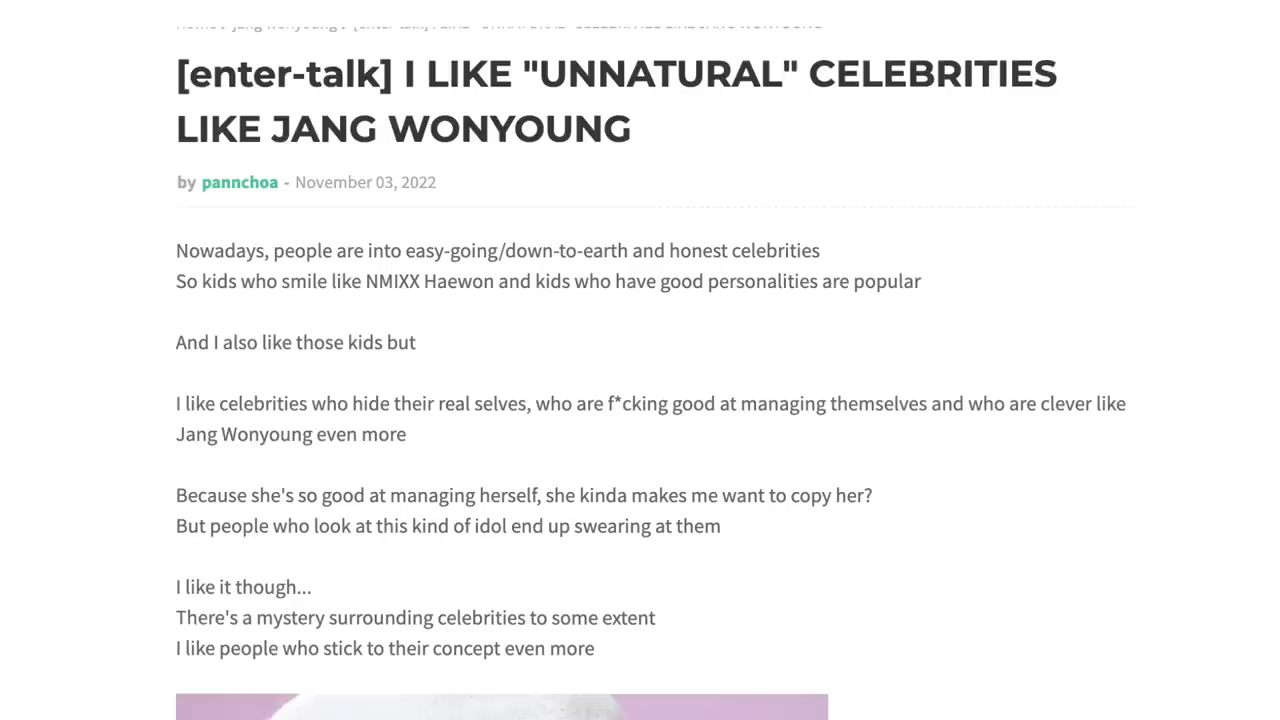 [enter-talk] I LIKE "UNNATURAL" CELEBRITIES
LIKE JANG WONYOUNG
by pannchoa - November 03, 2022
Nowadays, people are into easy-going/down-to-earth and honest celebrities
So kids who smile like NMIXX Haewon and kids who have good personalities are popular
And I also like those kids but
I like celebrities who hide their real selves, who are f*cking good at managing themselves and who are clever like
Jang Wonyoung even more
Because she's so good at managing herself, she kinda makes me want to copy her?
But people who look at this kind of idol end up swearing at them
I like it though...
There's a mystery surrounding celebrities to some extent
I like people who stick to their concept even more